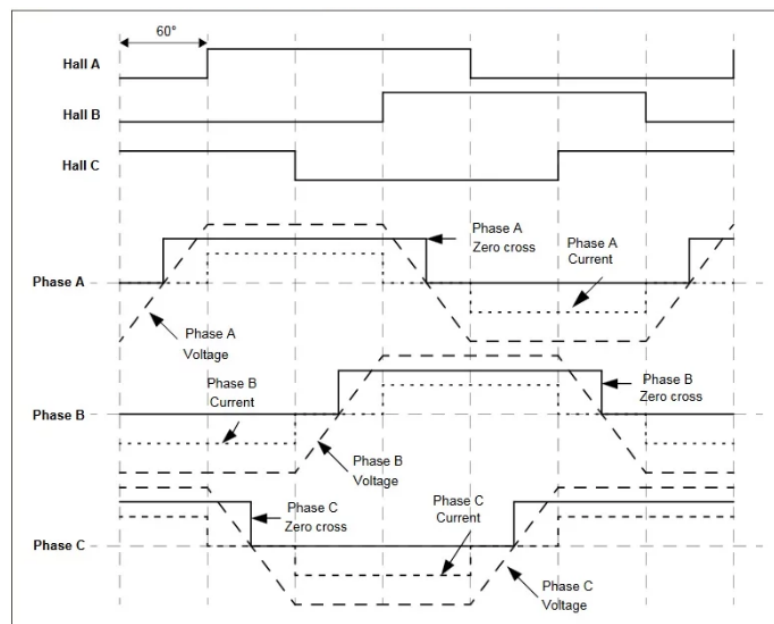 60°
Hall A
Hall B
Hall C
Phase A
Zero cross
Phase A
Current
Phase A
Phase A
Voltage
Phase B
Current
Phase B
Zero cross
Phase B
Phase B
Voltage
Phase C
Zero cross
Phase C
Current
Phase C
Phase C
Voltage